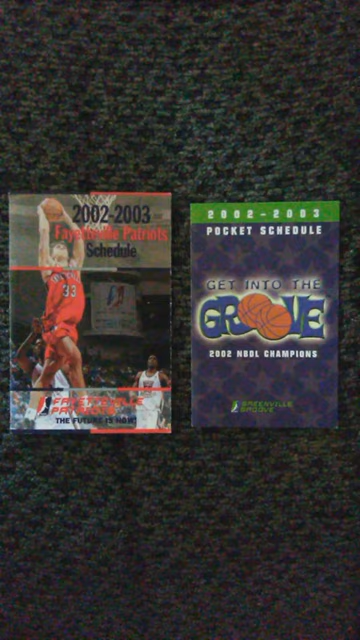 2002-2003
Fayetteville Patriots
Schedule
33
FAYETTEVILLE
PATRIOTS
THE FUTURE IS NOW
2002-2003
POCKET SCHEDULE
GET INTO THE
GROOVE
2002 NBDL CHAMPIONS
GREENVILLE
GROOVE